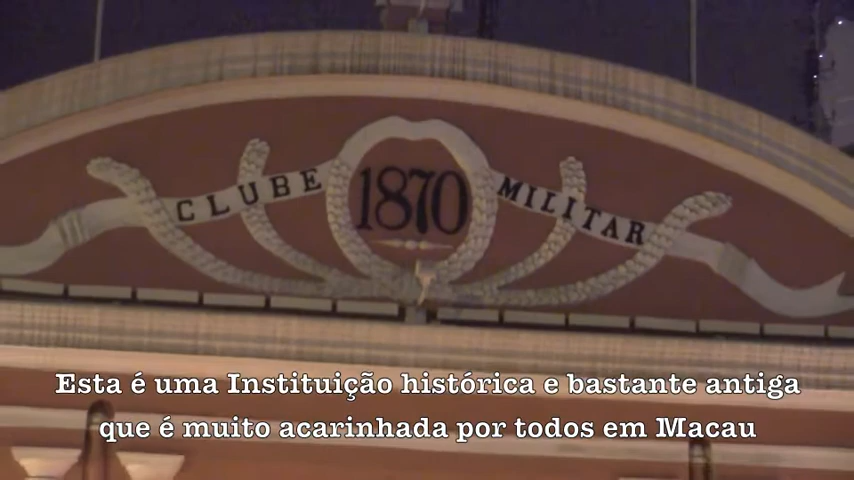 CLUBE 1870 MILITAR
Esta é uma Instituição histórica e bastante antiga
que é muito acarinhada por todos em Macau